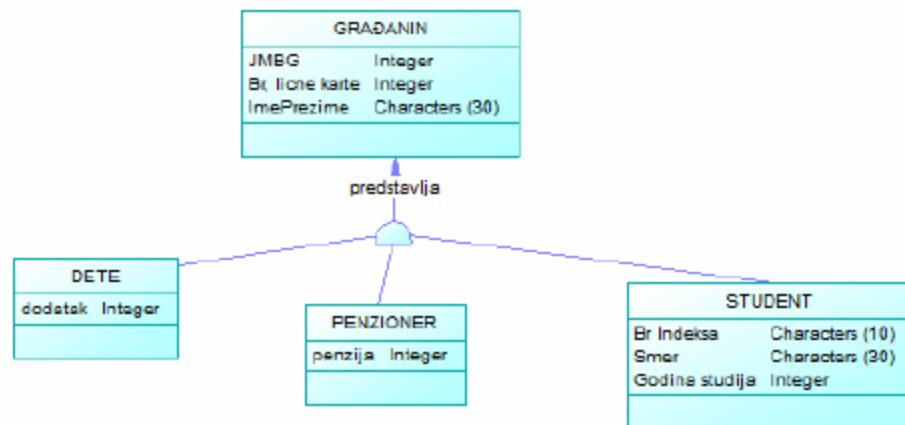 GRAĐANIN
JMBG Integer
Br. licne karte Integer
ImePrezime Characters (30)
predstavlja
DETE
dodatak Integer
PENZIONER
penzija Integer
STUDENT
Br Indeksa Characters (10)
Smer Characters (30)
Godina studija Integer